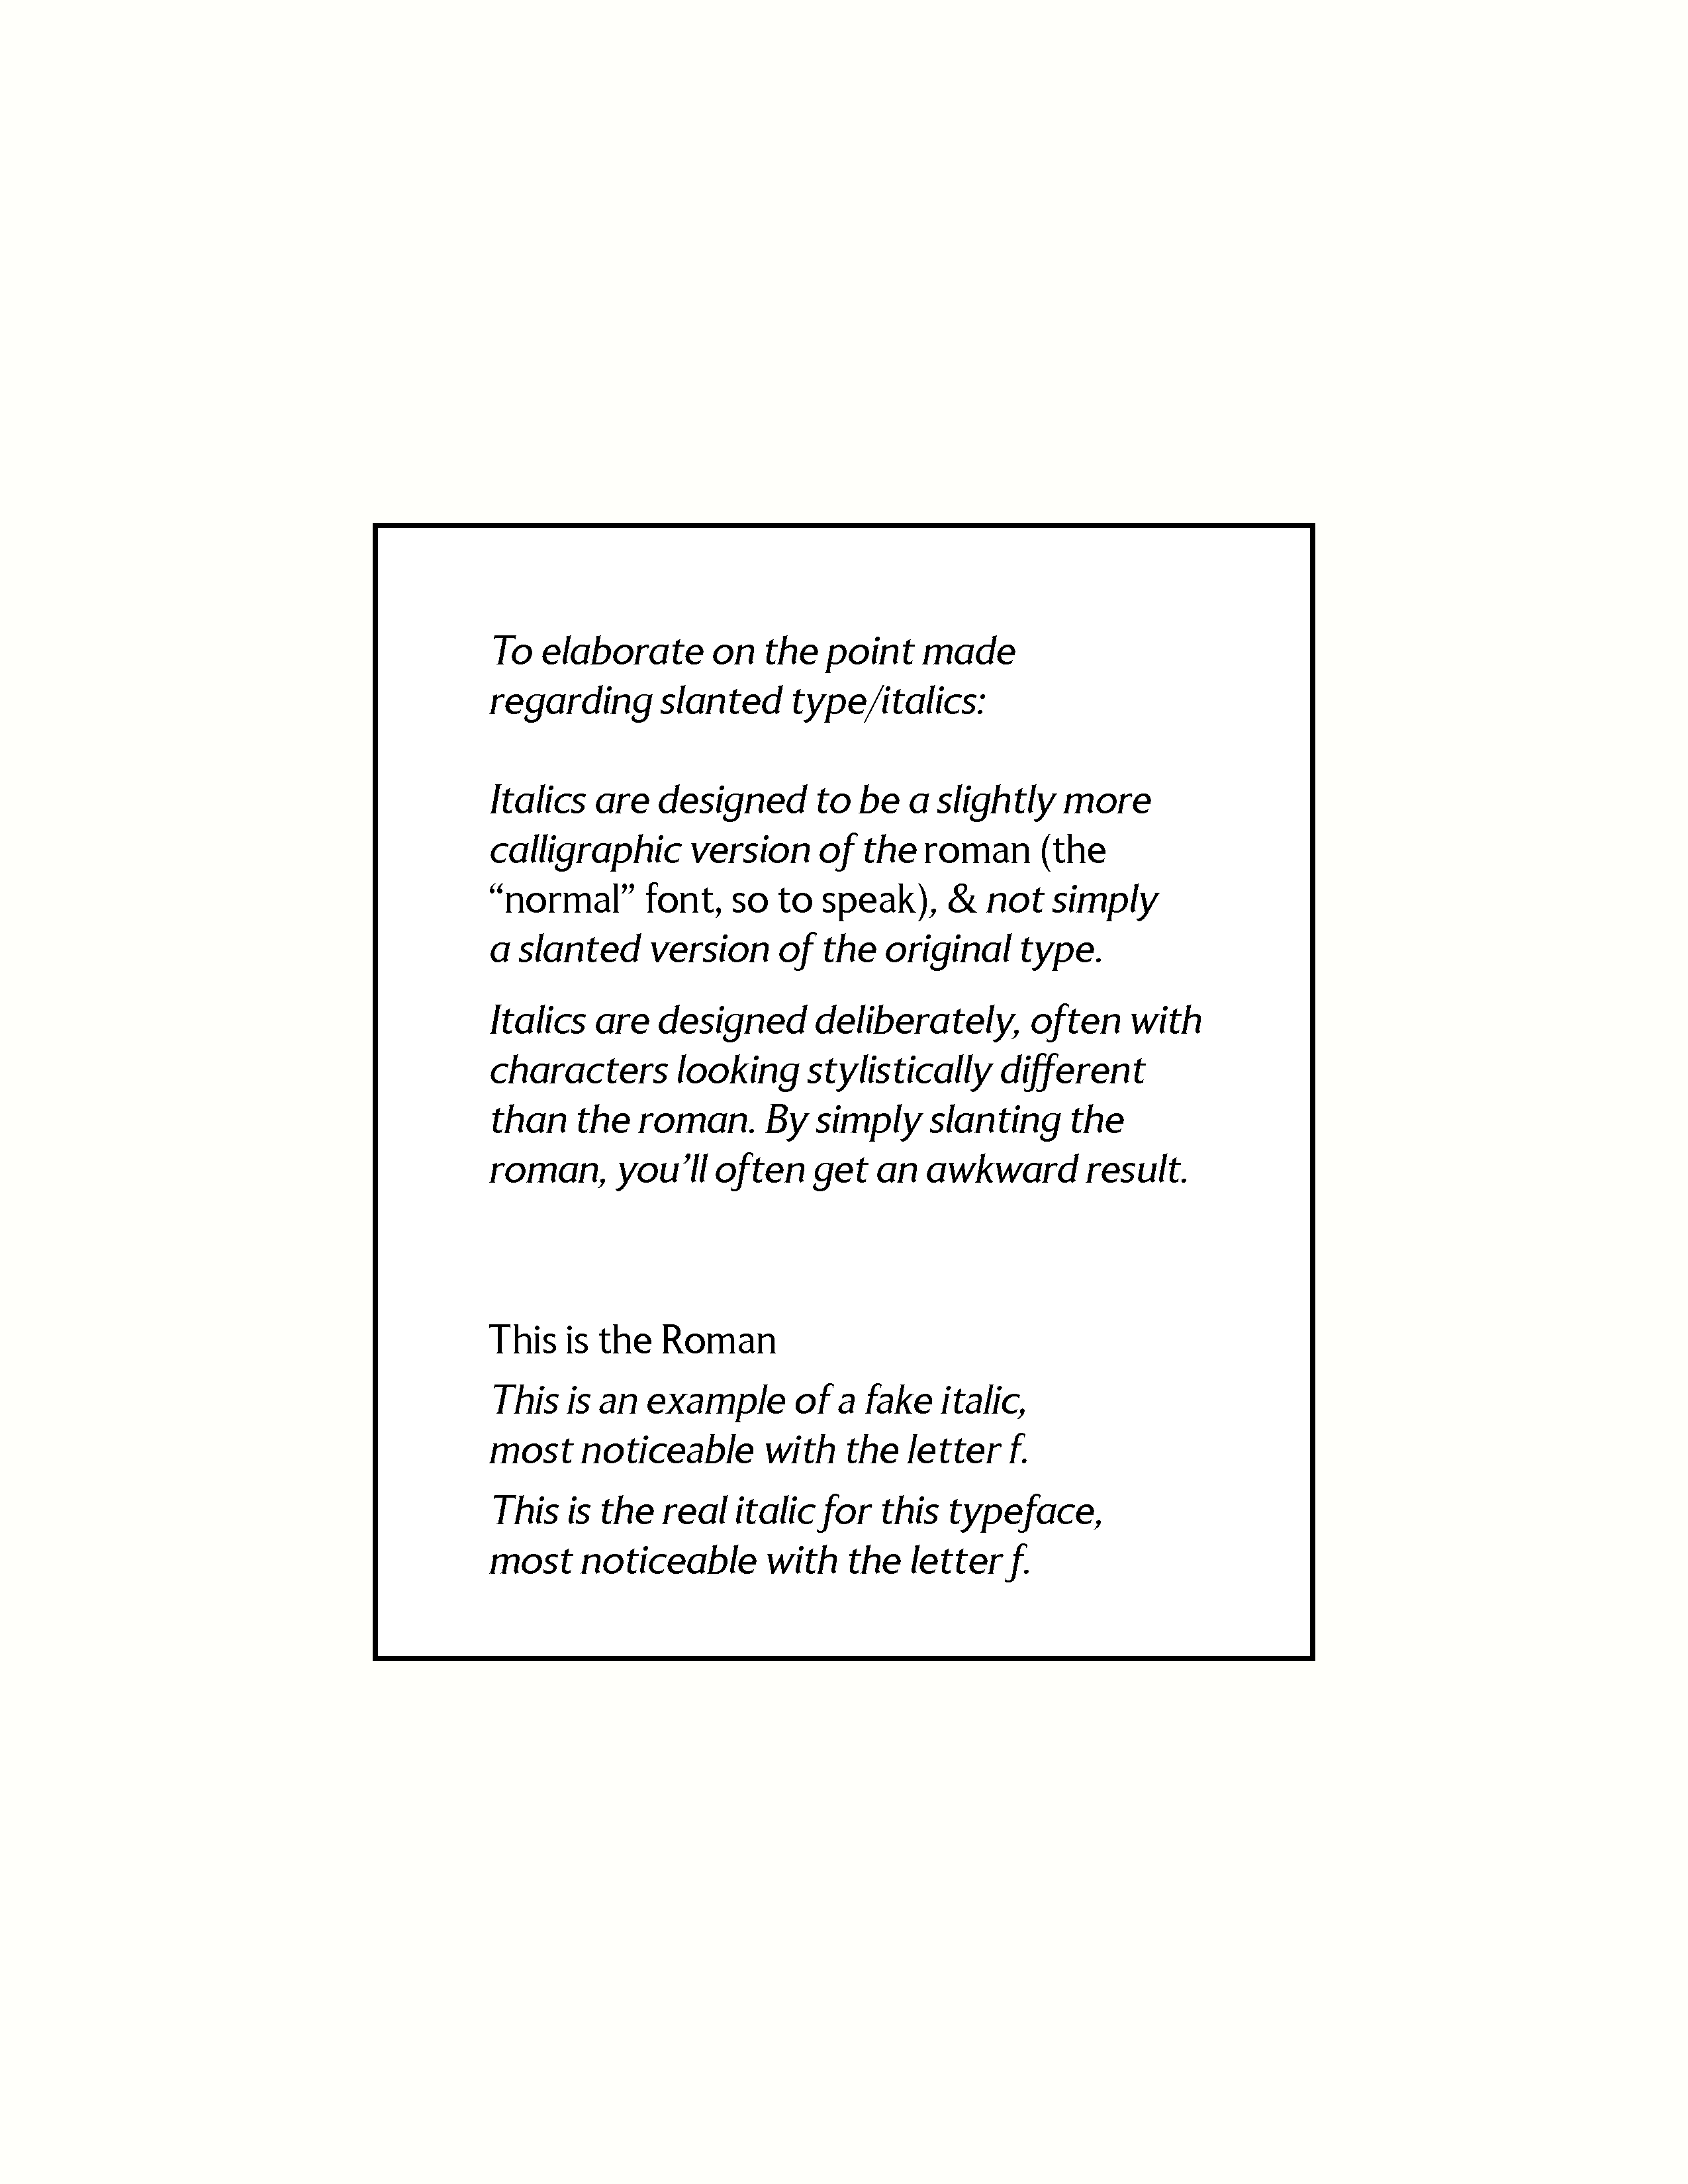 To elaborate on the point made
regarding slanted type/italics:
Italics are designed to be a slightly more
calligraphic version of the roman (the
“normal” font, so to speak), & not simply
a slanted version of the original type.
Italics are designed deliberately, often with
characters looking stylistically different
than the roman. By simply slanting the
roman, you’ll often get an awkward result.
This is the Roman
This is an example of a fake italic,
most noticeable with the letter f.
This is the real italic for this typeface,
most noticeable with the letter f.